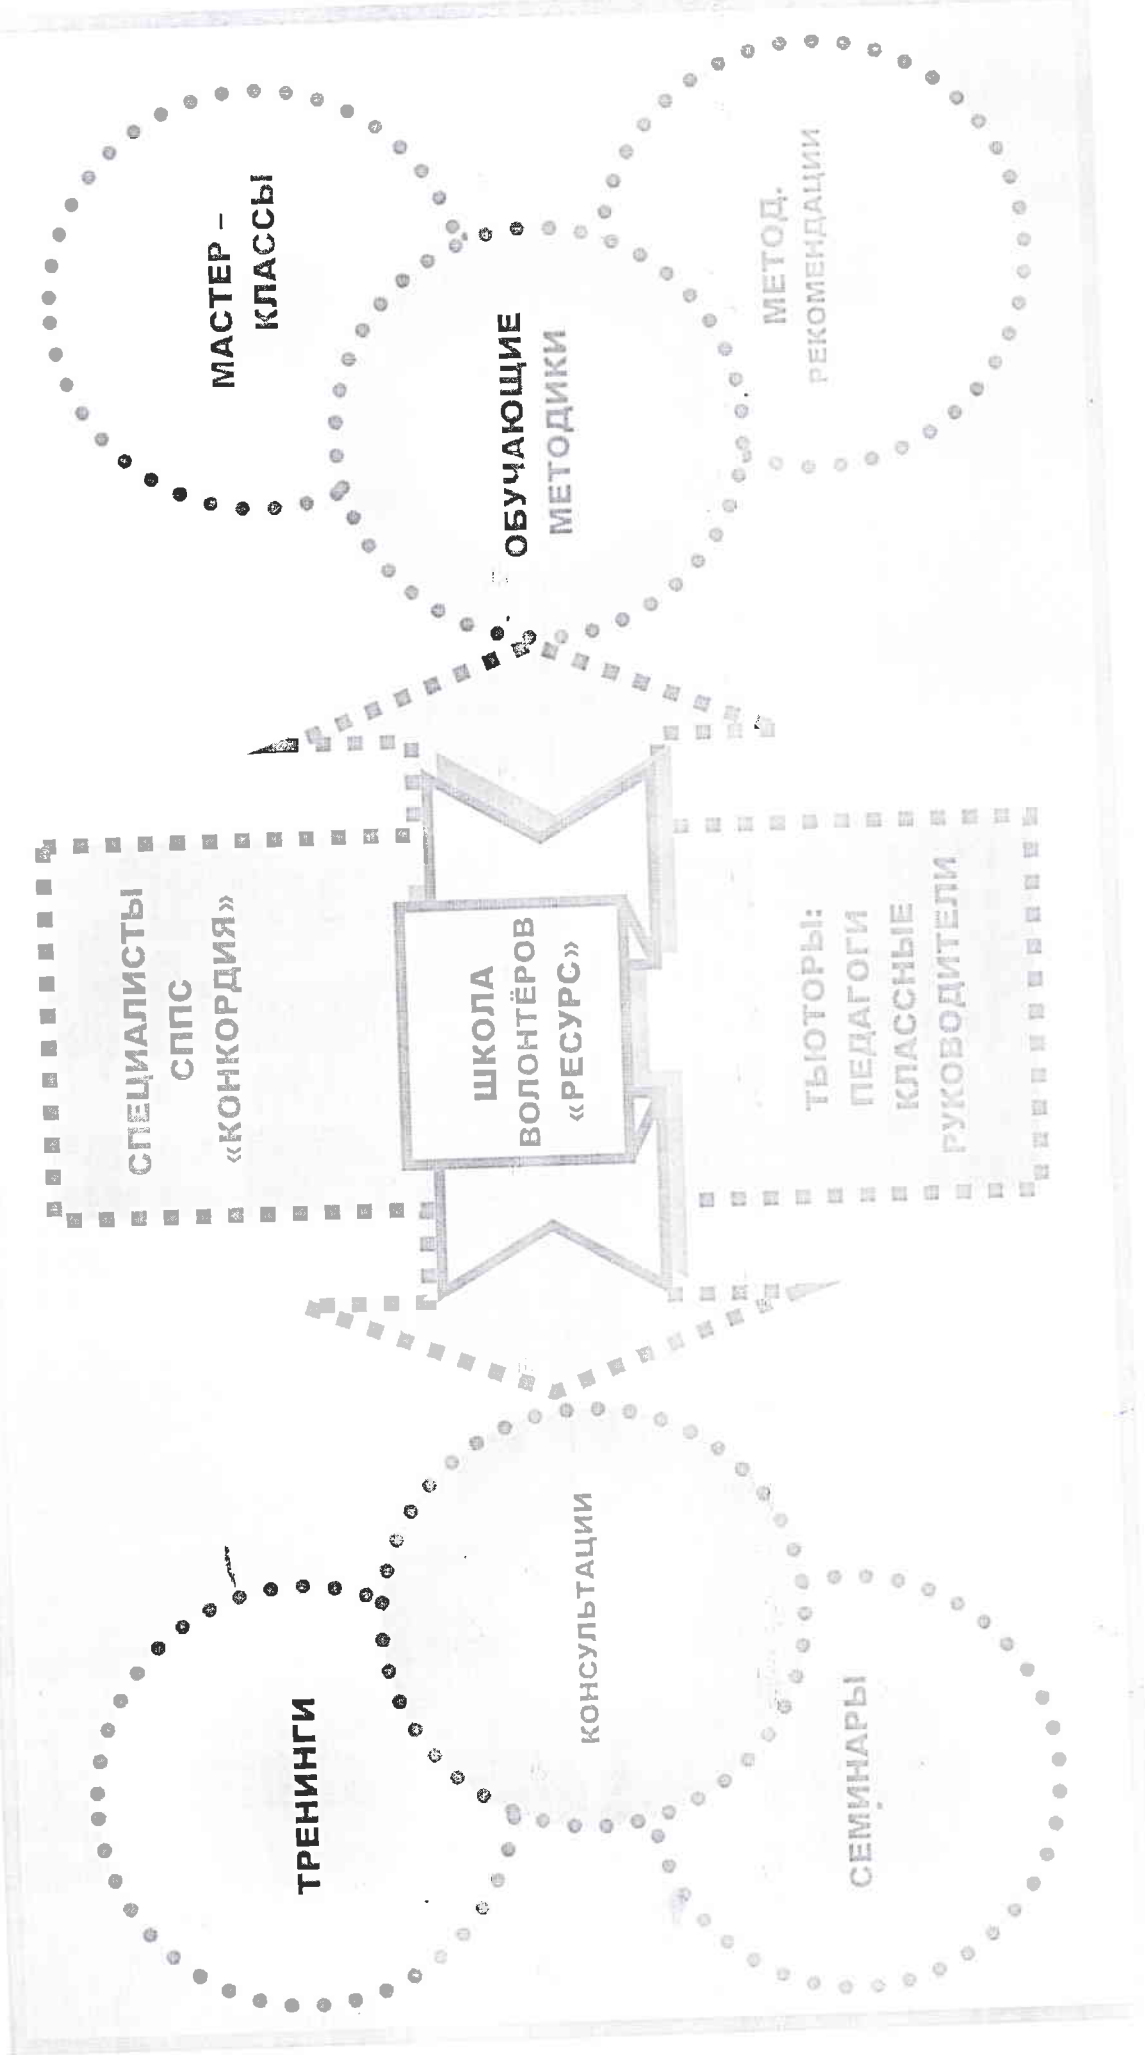 СПЕЦИАЛИСТЫ
СППС
«КОНКОРДИЯ»
ТРЕНИНГИ
КОНСУЛЬТАЦИИ
СЕМИНАРЫ
ШКОЛА
ВОЛОНТЁРОВ
«РЕСУРС»
МАСТЕР –
КЛАССЫ
ОБУЧАЮЩИЕ
МЕТОДИКИ
МЕТОД.
РЕКОМЕНДАЦИИ
ТЬЮТОРЫ:
ПЕДАГОГИ
КЛАССНЫЕ
РУКОВОДИТЕЛИ